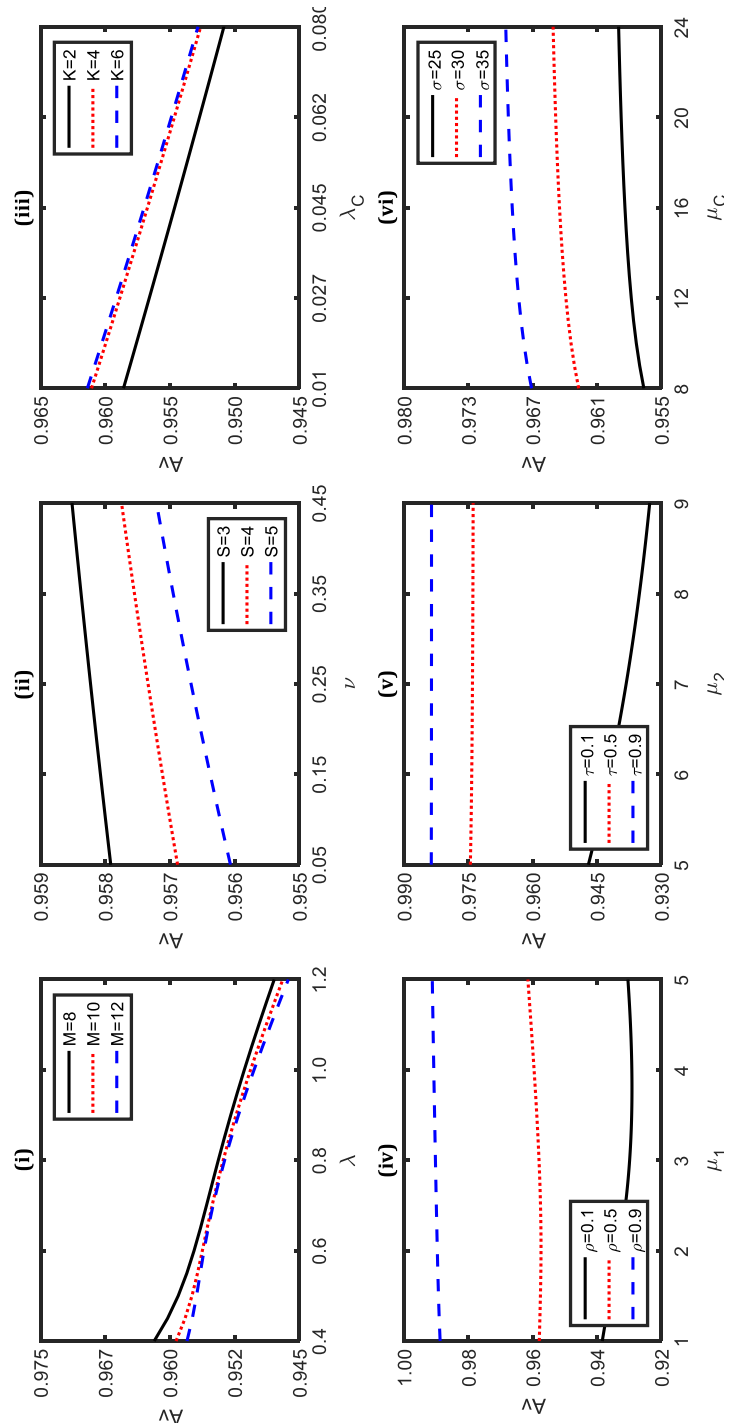 (i)
0.975
0.967
0.960
0.952
0.945
Av
0.4
0.6
0.8
1.0
1.2
λ
M=8
M=10
M=12
(ii)
0.959
0.958
0.957
0.956
0.955
Av
0.05
0.15
0.25
0.35
0.45
ν
S=3
S=4
S=5
(iii)
0.965
0.960
0.955
0.950
0.945
Av
0.01
0.027
0.045
0.062
0.080
λC
K=2
K=4
K=6
(iv)
1.00
0.98
0.96
0.94
0.92
Av
1
2
3
4
5
μ1
ρ=0.1
ρ=0.5
ρ=0.9
(v)
0.990
0.975
0.960
0.945
0.930
Av
5
6
7
8
9
μ2
τ=0.1
τ=0.5
τ=0.9
(vi)
0.980
0.973
0.967
0.961
0.955
Av
8
12
16
20
24
μC
σ=25
σ=30
σ=35